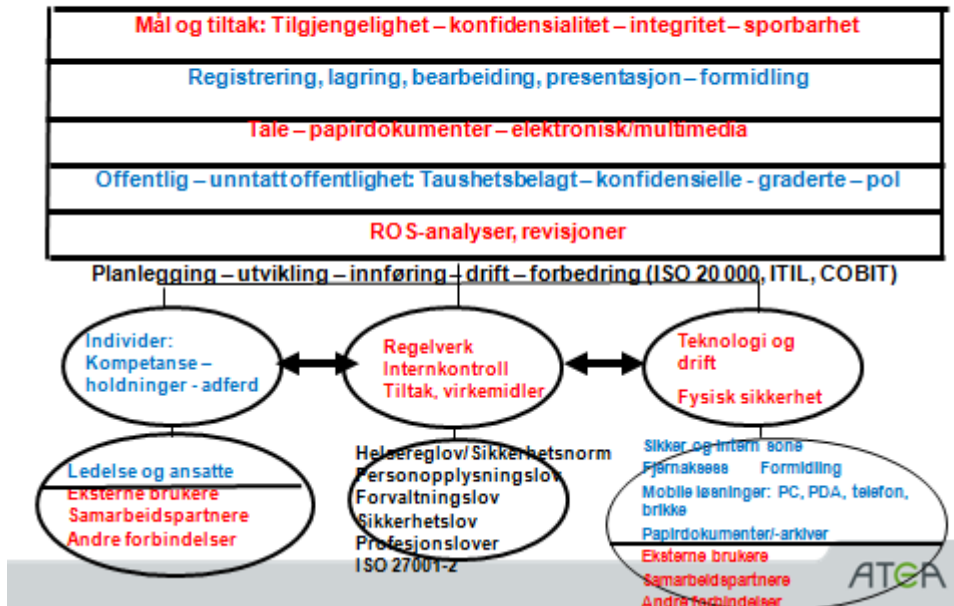 Mål og tiltak: Tilgjengelighet – konfidensialitet – integritet – sporbarhet
Registrering, lagring, bearbeiding, presentasjon – formidling
Tale – papirdokumenter – elektronisk/multimedia
Offentlig – unntatt offentlighet: Taushetsbelagt – konfidensielle - graderte – pol
ROS-analyser, revisjoner
Planlegging – utvikling – innføring – drift – forbedring (ISO 20 000, ITIL, COBIT)
Individer:
Kompetanse –
holdninger - adferd
Regelverk
Internkontroll
Tiltak, virkemidler
Teknologi og
drift
Fysisk sikkerhet
Ledelse og ansatte
Eksterne brukere
Samarbeidspartnere
Andre forbindelser
Helsereglov/Sikkerhetsnorm
Personopplysningslov
Forvaltningslov
Sikkerhetslov
Profesjonslover
ISO 27001-2
Sikker og intern sone
Fjernaksess Formidling
Mobile løsninger: PC, PDA, telefon,
brikke
Papirdokumenter/-arkiver
Eksterne brukere
Samarbeidspartnere
Andre forbindelser
ATEA